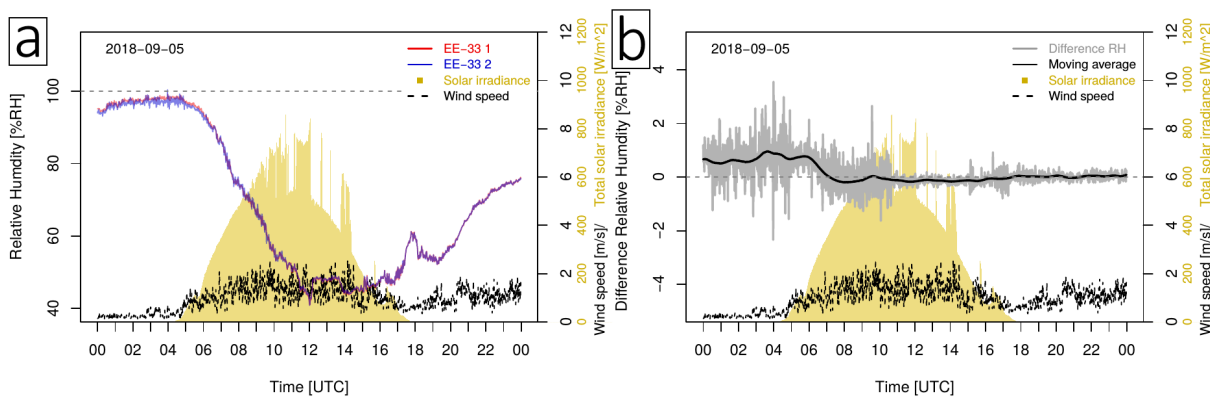 a
2018-09-05
EE-33 1
EE-33 2
Solar irradiance
Wind speed
Relative Humdity [%RH]
100
80
60
40
00 02 04 06 08 10 12 14 16 18 20 22 00
Time [UTC]
0 2 4 6 8 10 12
Wind speed [m/s]/
0 200 400 600 800 1000 1200
Total solar irradiance [W/m^2]
b
2018-09-05
Difference RH
Moving average
Solar irradiance
Wind speed
Difference Relative Humdity [%RH]
4
2
0
-2
-4
00 02 04 06 08 10 12 14 16 18 20 22 00
Time [UTC]
0 2 4 6 8 10 12
Wind speed [m/s]/
0 200 400 600 800 1000 1200
Total solar irradiance [W/m^2]